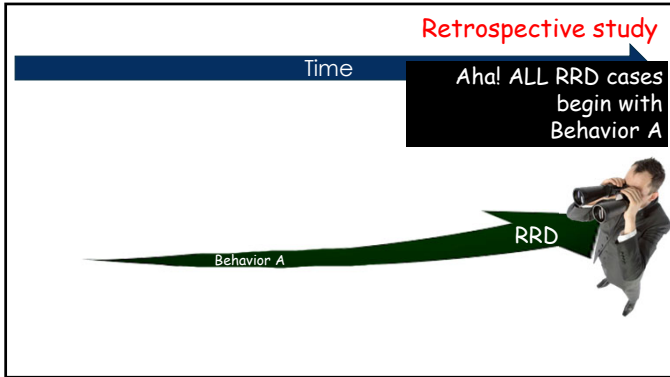 Retrospective study
Time
Aha! ALL RRD cases
begin with
Behavior A
RRD
Behavior A